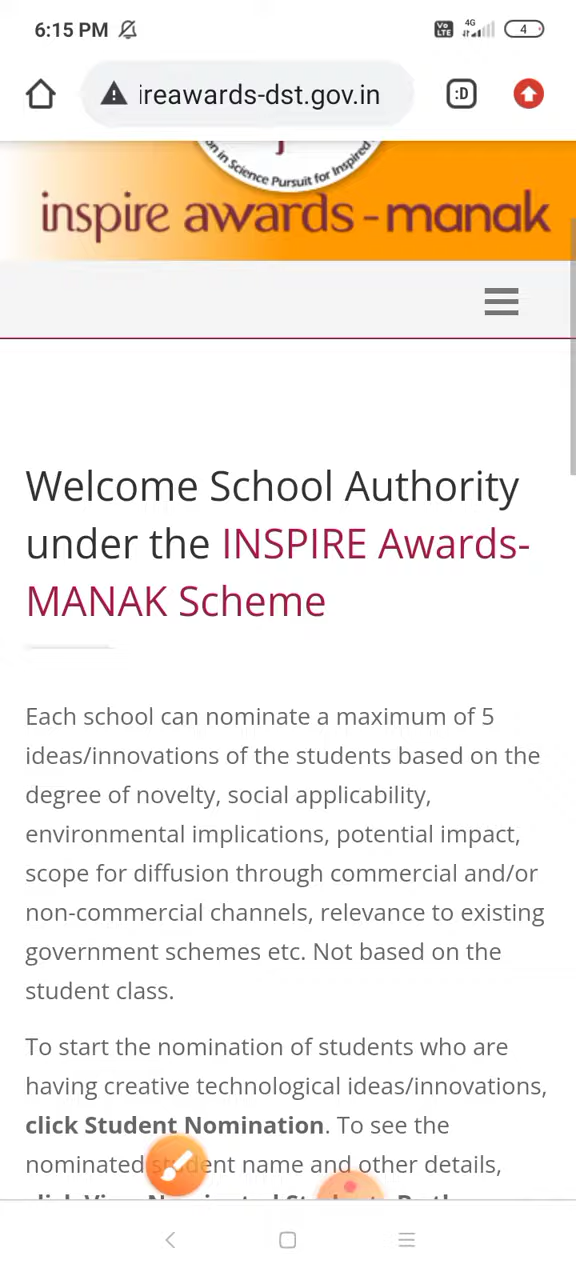 6:15 PM
Vo LTE
4G
4
ireawards-dst.gov.in
:D
on in Science Pursuit for Inspired
inspire awards - manak
Welcome School Authority
under the INSPIRE Awards-
MANAK Scheme
Each school can nominate a maximum of 5
ideas/innovations of the students based on the
degree of novelty, social applicability,
environmental implications, potential impact,
scope for diffusion through commercial and/or
non-commercial channels, relevance to existing
government schemes etc. Not based on the
student class.
To start the nomination of students who are
having creative technological ideas/innovations,
click Student Nomination. To see the
nominated student name and other details,